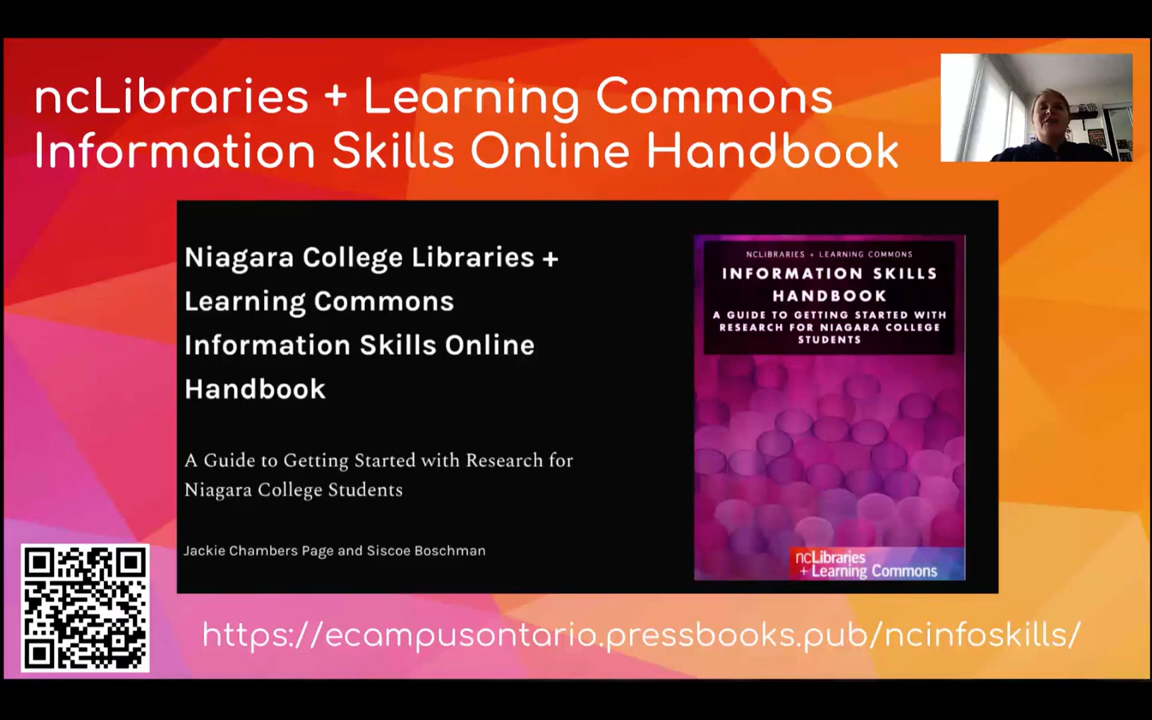 ncLibraries + Learning Commons
Information Skills Online Handbook
Niagara College Libraries +
Learning Commons
Information Skills Online
Handbook
A Guide to Getting Started with Research for
Niagara College Students
Jackie Chambers Page and Siscoe Boschman
NCLIBRARIES + LEARNING COMMONS
INFORMATION SKILLS
HANDBOOK
A GUIDE TO GETTING STARTED WITH
RESEARCH FOR NIAGARA COLLEGE
STUDENTS
ncLibraries
+ Learning Commons
https://ecampusontario.pressbooks.pub/ncinfoskills/